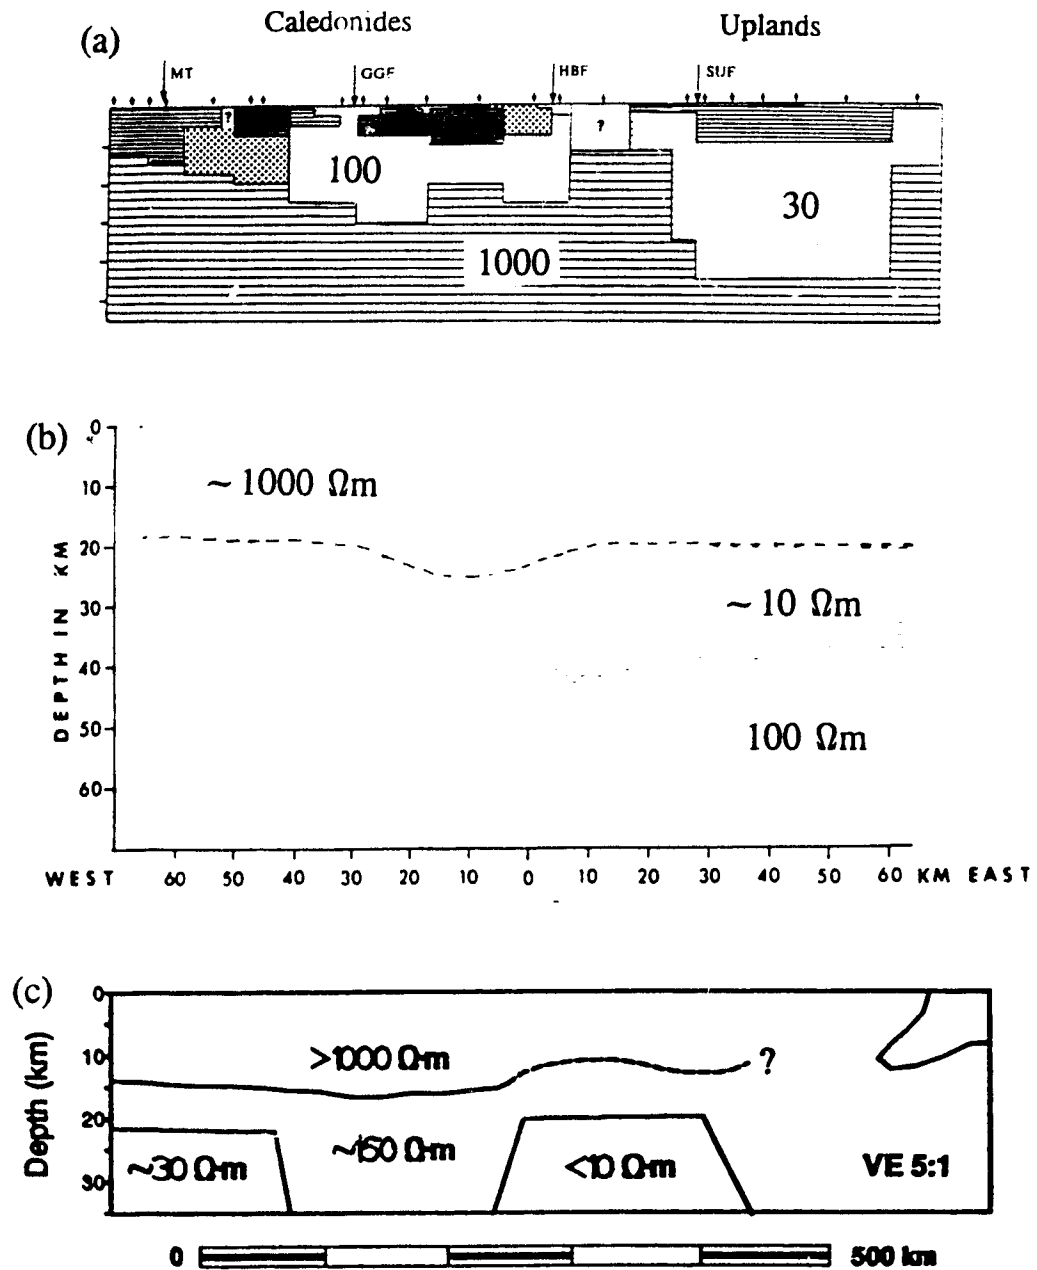 (a)
Caledonides
Uplands
MT
GGF
HBF
SUF
?
?
100
30
1000
(b)
0
~ 1000 Ωm
10
20
~ 10 Ωm
30
40
100 Ωm
50
60
DEPTH IN KM
WEST 60 50 40 30 20 10 0 10 20 30 40 50 60 KM EAST
(c)
0
>1000 Ω·m
10
?
20
~150 Ω·m
~30 Ω·m
<10 Ω·m
VE 5:1
30
Depth (km)
0 500 km